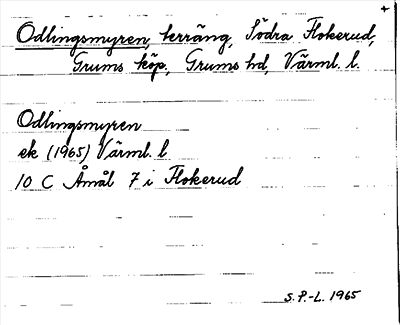 +
Odlingsmyren, terräng, Södra Flokerud,
Grums köp., Grums hd, Värml. l.
Odlingsmyren
ek (1965) Värml. l
10 C Åmål 7 i Flokerud
S.P.-L. 1965